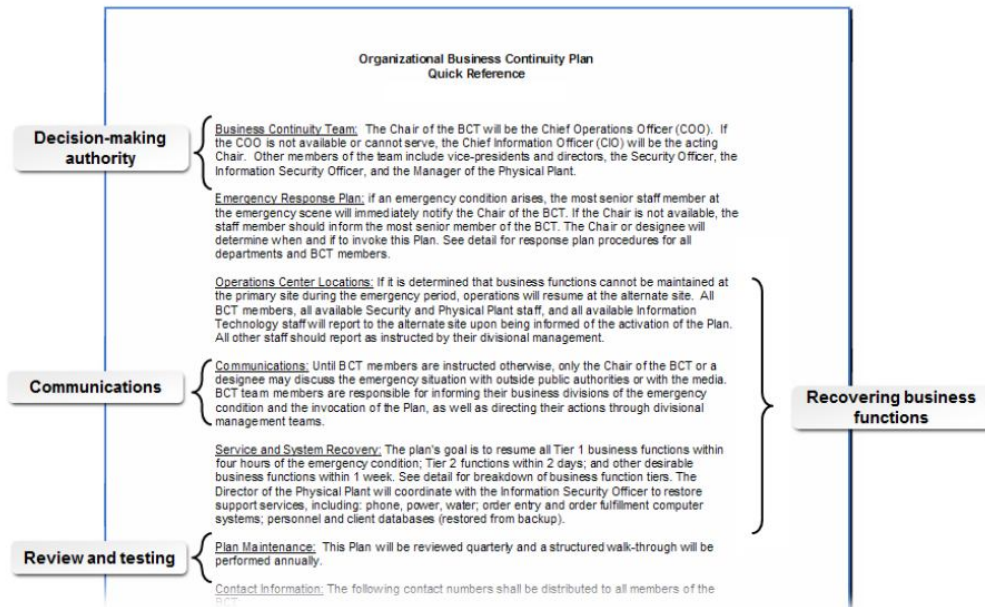 Organizational Business Continuity Plan
Quick Reference
Decision-making
authority
Business Continuity Team: The Chair of the BCT will be the Chief Operations Officer (COO). If
the COO is not available or cannot serve, the Chief Information Officer (CIO) will be the acting
Chair. Other members of the team include vice-presidents and directors, the Security Officer, the
Information Security Officer, and the Manager of the Physical Plant.
Emergency Response Plan: if an emergency condition arises, the most senior staff member at
the emergency scene will immediately notify the Chair of the BCT. If the Chair is not available, the
staff member should inform the most senior member of the BCT. The Chair or designee will
determine when and if to invoke this Plan. See detail for response plan procedures for all
departments and BCT members.
Operations Center Locations: If it is determined that business functions cannot be maintained at
the primary site during the emergency period, operations will resume at the alternate site. All
BCT members, all available Security and Physical Plant staff, and all available Information
Technology staff will report to the alternate site upon being informed of the activation of the Plan.
All other staff should report as instructed by their divisional management.
Communications
Communications: Until BCT members are instructed otherwise, only the Chair of the BCT or a
designee may discuss the emergency situation with outside public authorities or with the media.
BCT team members are responsible for informing their business divisions of the emergency
condition and the invocation of the Plan, as well as directing their actions through divisional
management teams.
Recovering business
functions
Service and System Recovery: The plan's goal is to resume all Tier 1 business functions within
four hours of the emergency condition; Tier 2 functions within 2 days; and other desirable
business functions within 1 week. See detail for breakdown of business function tiers. The
Director of the Physical Plant will coordinate with the Information Security Officer to restore
support services, including: phone, power, water; order entry and order fulfillment computer
systems; personnel and client databases (restored from backup).
Review and testing
Plan Maintenance: This Plan will be reviewed quarterly and a structured walk-through will be
performed annually.
Contact Information: The following contact numbers shall be distributed to all members of the
BCT